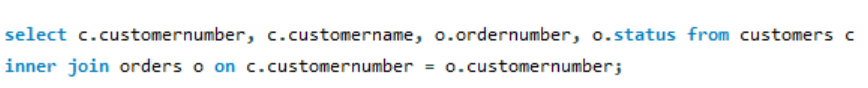 select c.customernumber, c.customername, o.ordernumber, o.status from customers c
inner join orders o on c.customernumber = o.customernumber;